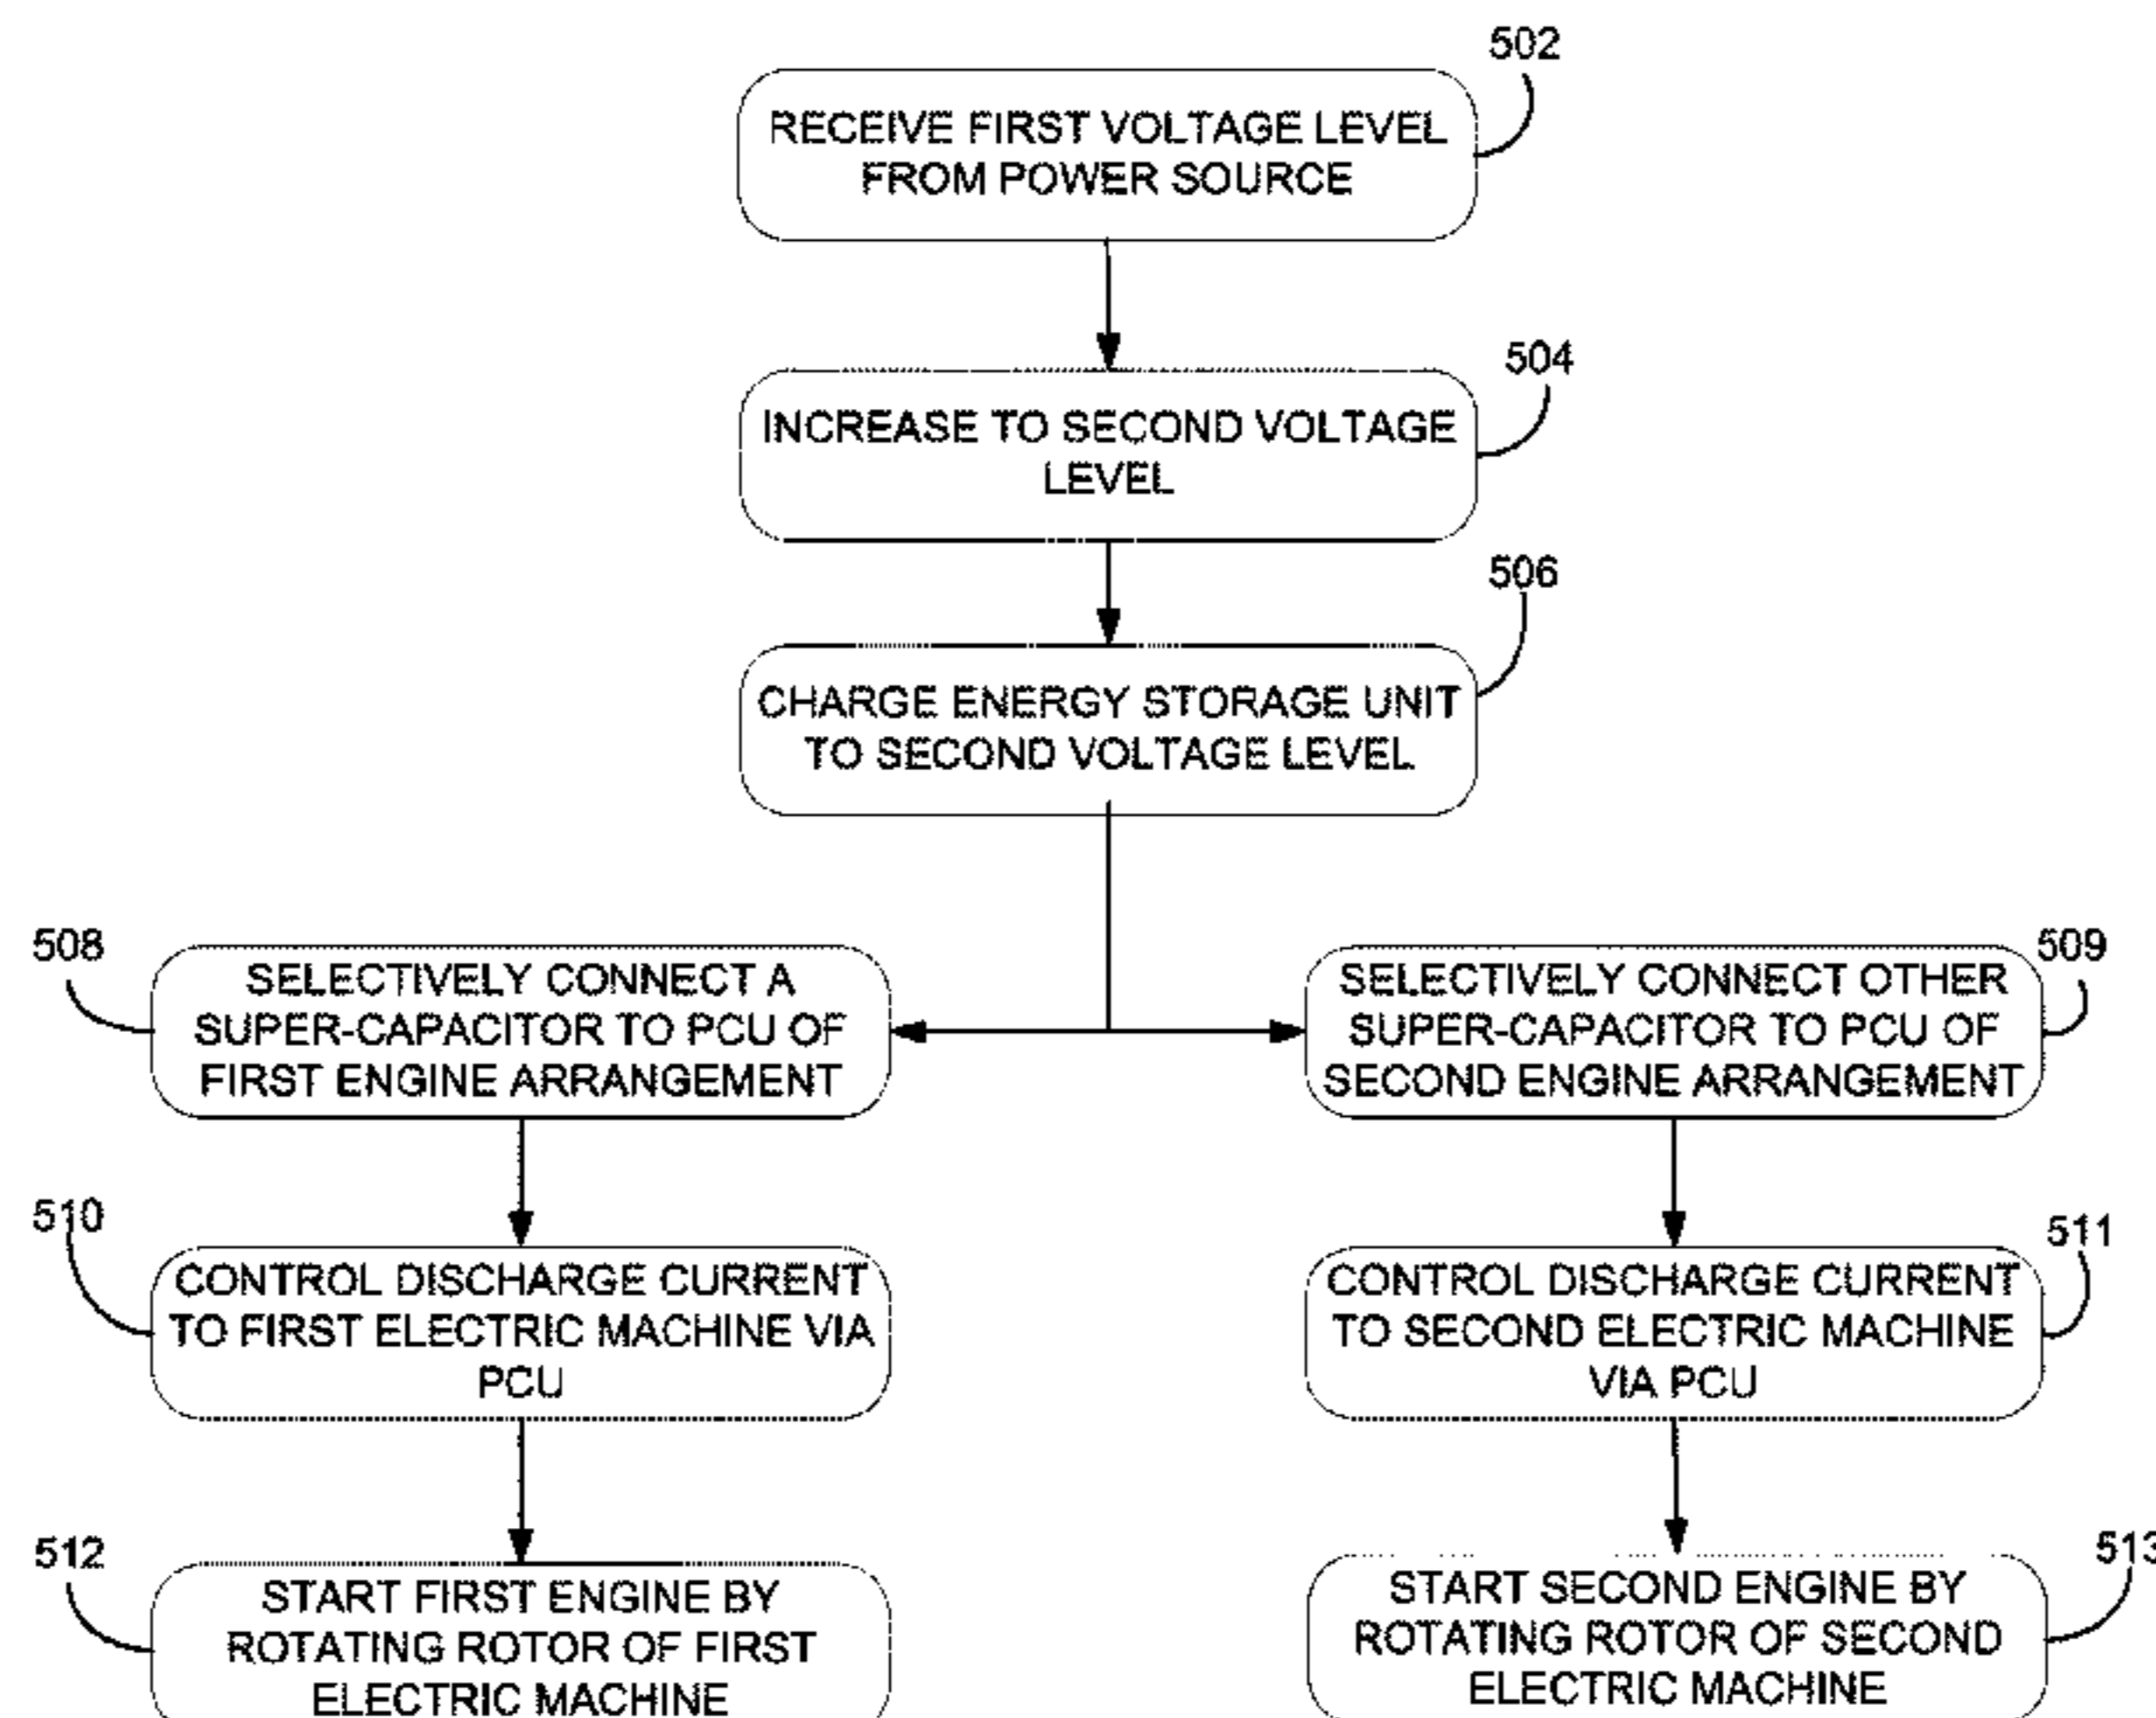 502
RECEIVE FIRST VOLTAGE LEVEL
FROM POWER SOURCE
504
INCREASE TO SECOND VOLTAGE
LEVEL
506
CHARGE ENERGY STORAGE UNIT
TO SECOND VOLTAGE LEVEL
508
SELECTIVELY CONNECT A
SUPER-CAPACITOR TO PCU OF
FIRST ENGINE ARRANGEMENT
509
SELECTIVELY CONNECT OTHER
SUPER-CAPACITOR TO PCU OF
SECOND ENGINE ARRANGEMENT
510
CONTROL DISCHARGE CURRENT
TO FIRST ELECTRIC MACHINE VIA
PCU
511
CONTROL DISCHARGE CURRENT
TO SECOND ELECTRIC MACHINE
VIA PCU
512
START FIRST ENGINE BY
ROTATING ROTOR OF FIRST
ELECTRIC MACHINE
513
START SECOND ENGINE BY
ROTATING ROTOR OF SECOND
ELECTRIC MACHINE